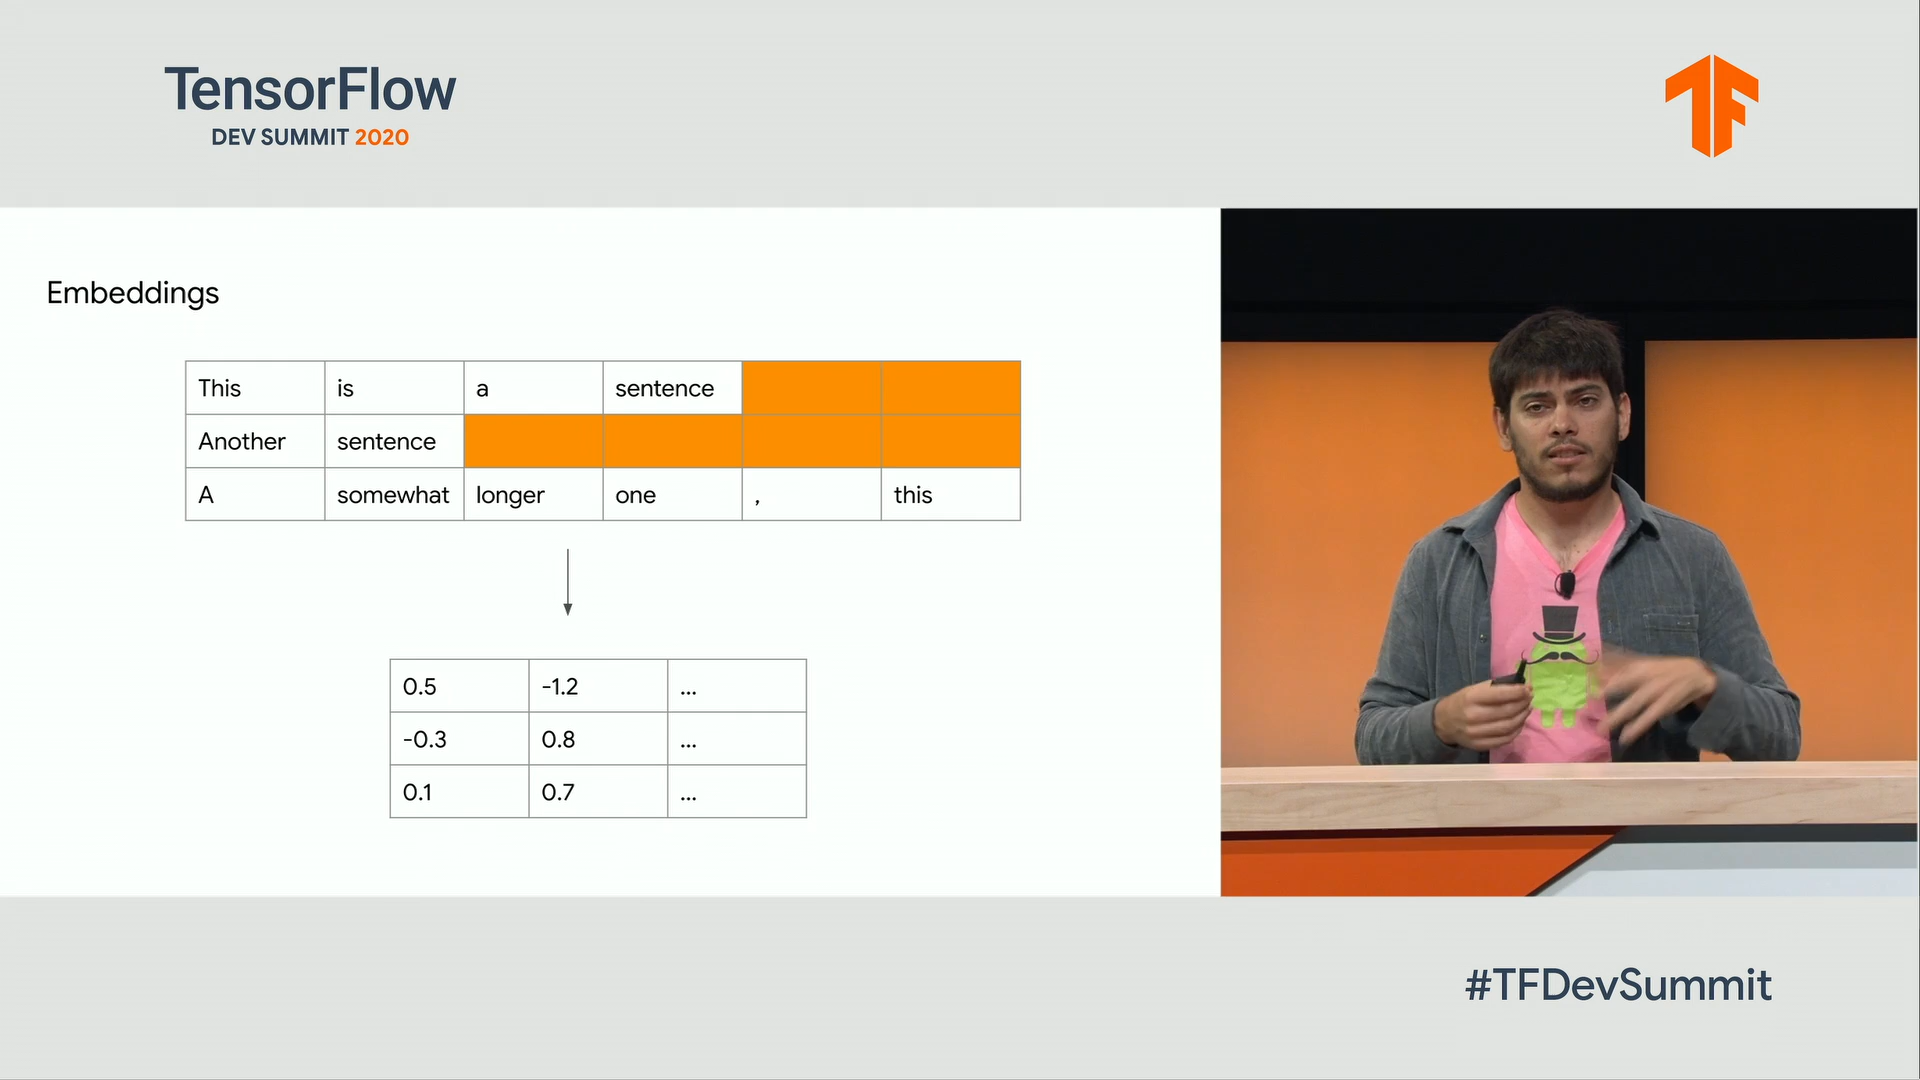 TensorFlow
DEV SUMMIT 2020
Embeddings
This is a sentence
Another sentence
A somewhat longer one , this
0.5 -1.2 ...
-0.3 0.8 ...
0.1 0.7 ...
#TFDevSummit